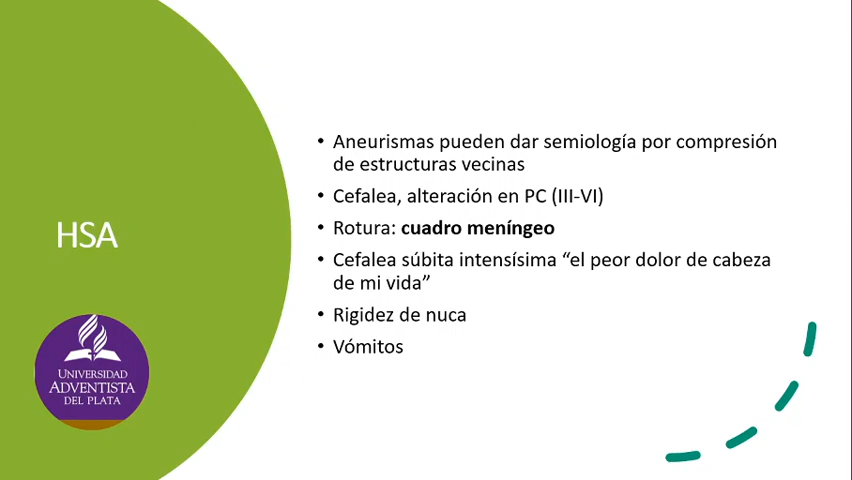 HSA
• Aneurismas pueden dar semiología por compresión
de estructuras vecinas
• Cefalea, alteración en PC (III-VI)
• Rotura: cuadro meníngeo
• Cefalea súbita intensísima “el peor dolor de cabeza
de mi vida”
• Rigidez de nuca
• Vómitos
UNIVERSIDAD
ADVENTISTA
DEL PLATA